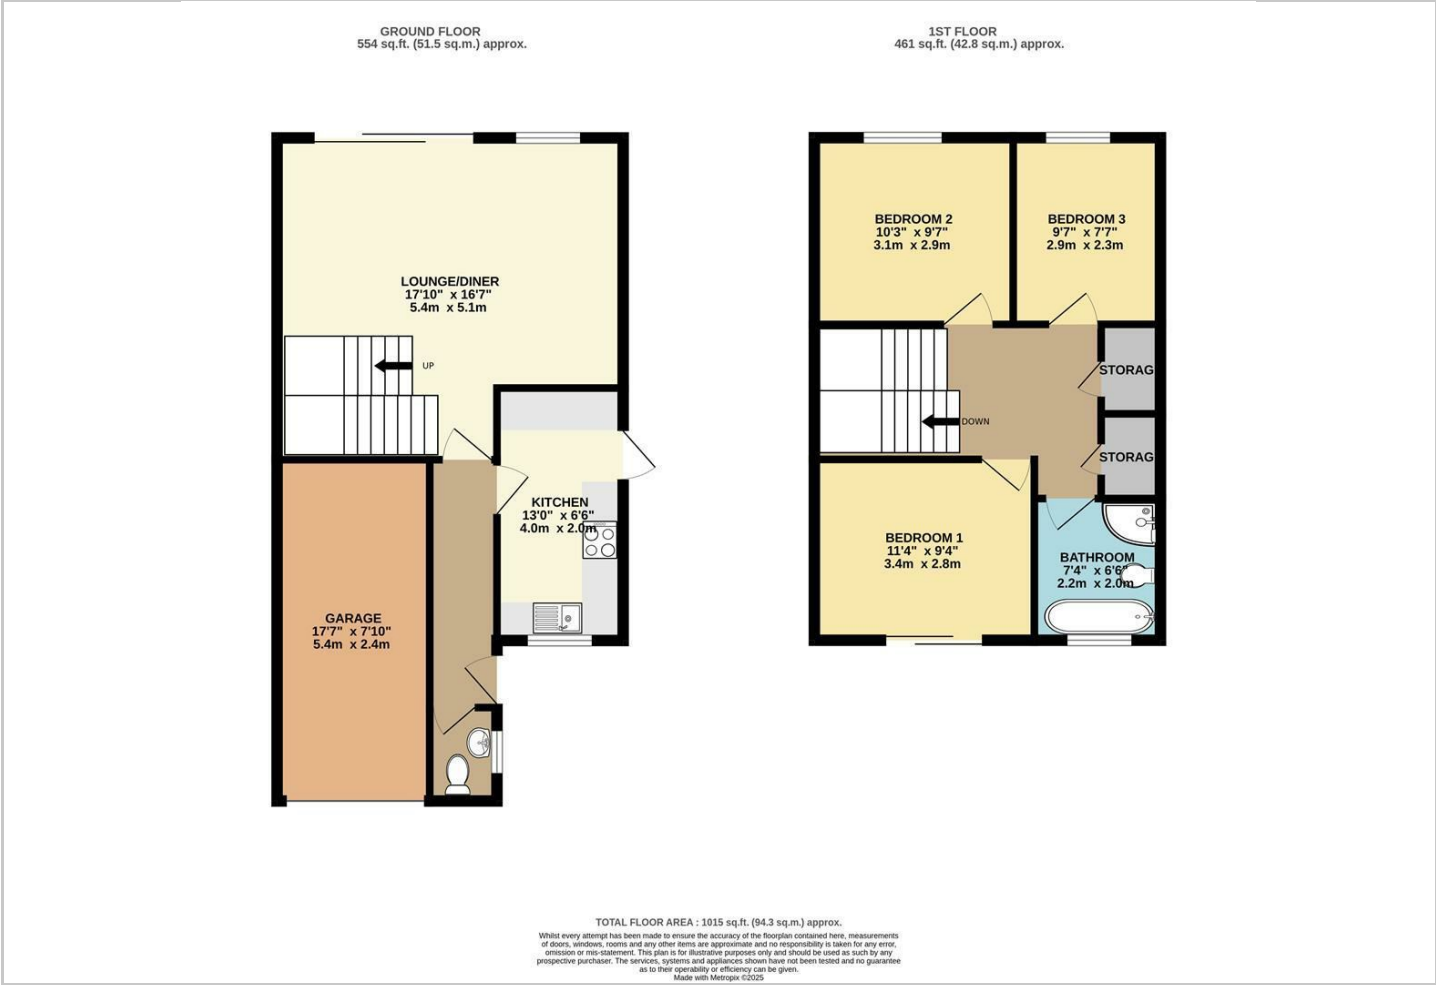 GROUND FLOOR
554 sq.ft. (51.5 sq.m.) approx.
1ST FLOOR
461 sq.ft. (42.8 sq.m.) approx.
LOUNGE/DINER
17'10" x 16'7"
5.4m x 5.1m
UP
KITCHEN
13'0" x 6'6"
4.0m x 2.0m
GARAGE
17'7" x 7'10"
5.4m x 2.4m
BEDROOM 2
10'3" x 9'7"
3.1m x 2.9m
BEDROOM 3
9'7" x 7'7"
2.9m x 2.3m
STORAG
DOWN
STORAG
BEDROOM 1
11'4" x 9'4"
3.4m x 2.8m
BATHROOM
7'4" x 6'6"
2.2m x 2.0m
TOTAL FLOOR AREA : 1015 sq.ft. (94.3 sq.m.) approx.
Whilst every attempt has been made to ensure the accuracy of the floorplan contained here, measurements
of doors, windows, rooms and any other items are approximate and no responsibility is taken for any error,
omission or mis-statement. This plan is for illustrative purposes only and should be used as such by any
prospective purchaser. The services, systems and appliances shown have not been tested and no guarantee
as to their operability or efficiency can be given.
Made with Metropix ©2025